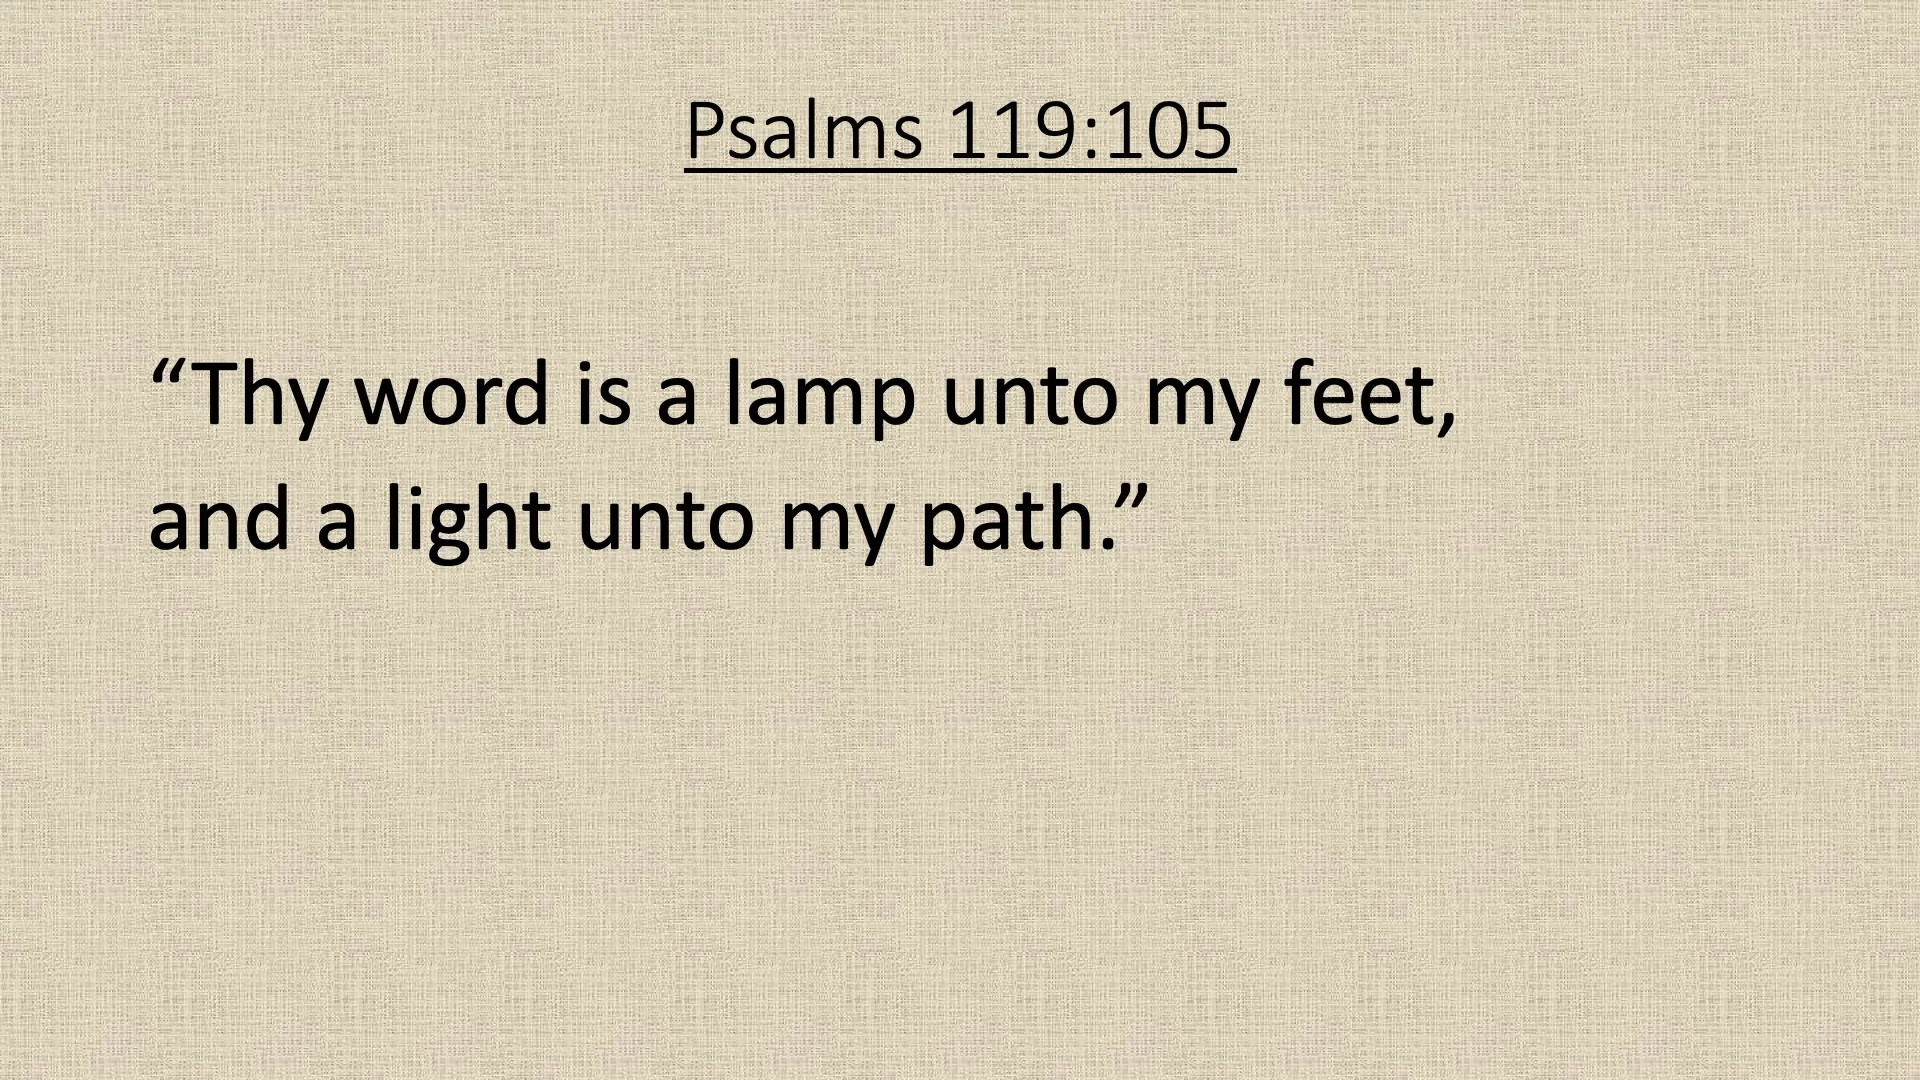 Psalms 119:105
“Thy word is a lamp unto my feet,
and a light unto my path.”